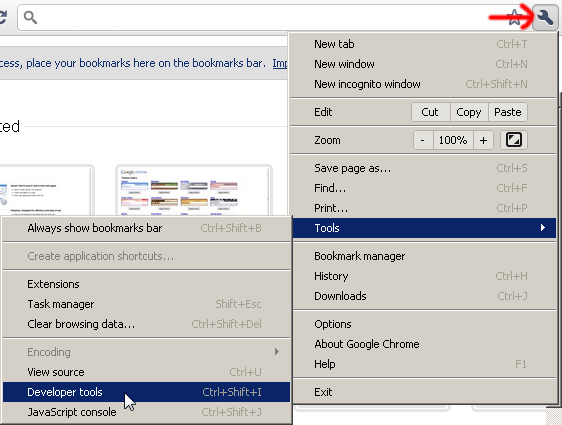 cess, place your bookmarks here on the bookmarks bar. Imp
ted
Google chrome
New tab Ctrl+T
New window Ctrl+N
New incognito window Ctrl+Shift+N
Edit Cut Copy Paste
Zoom - 100% +
Save page as... Ctrl+S
Find... Ctrl+F
Print... Ctrl+P
Tools
Bookmark manager
History Ctrl+H
Downloads Ctrl+J
Options
About Google Chrome
Help F1
Exit
Always show bookmarks bar Ctrl+Shift+B
Create application shortcuts...
Extensions
Task manager Shift+Esc
Clear browsing data... Ctrl+Shift+Del
Encoding
View source Ctrl+U
Developer tools Ctrl+Shift+I
JavaScript console Ctrl+Shift+J